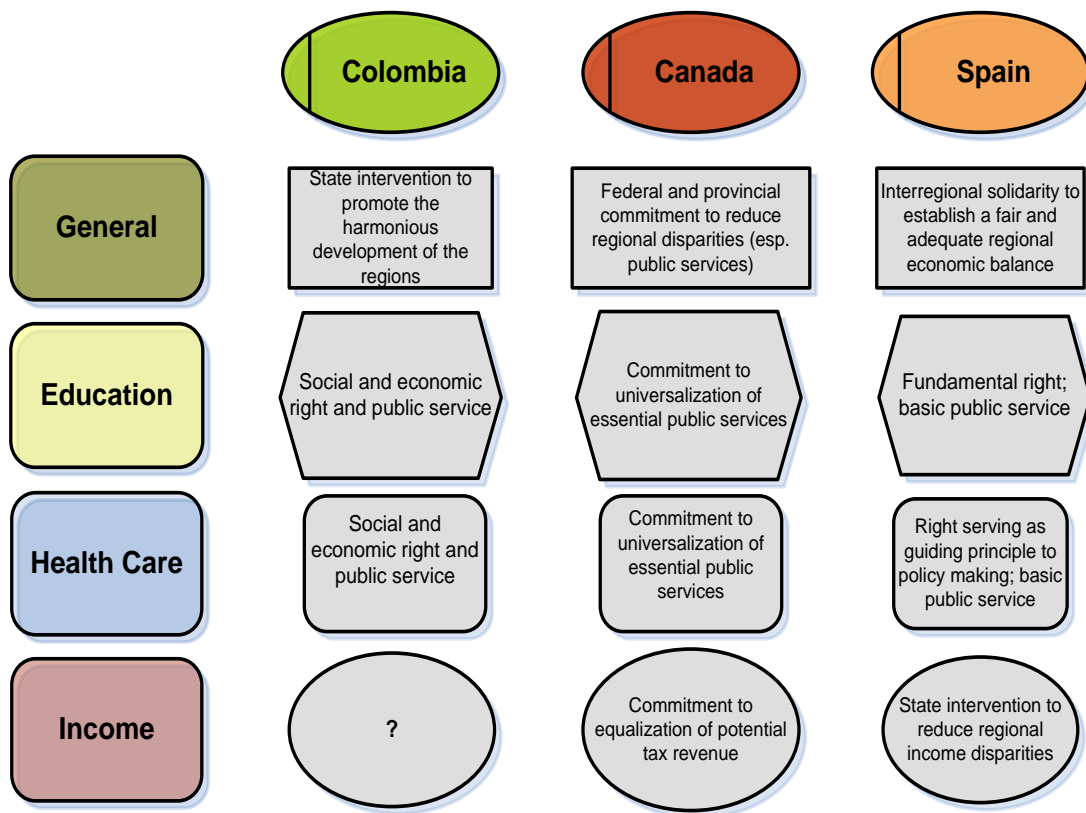 Colombia
Canada
Spain
General
State intervention to
promote the
harmonious
development of the
regions
Federal and provincial
commitment to reduce
regional disparities (esp.
public services)
Interregional solidarity to
establish a fair and
adequate regional
economic balance
Education
Social and economic
right and public service
Commitment to
universalization of
essential public services
Fundamental right;
basic public service
Health Care
Social and
economic right and
public service
Commitment to
universalization of
essential public
services
Right serving as
guiding principle to
policy making; basic
public service
Income
?
Commitment to
equalization of potential
tax revenue
State intervention to
reduce regional
income disparities